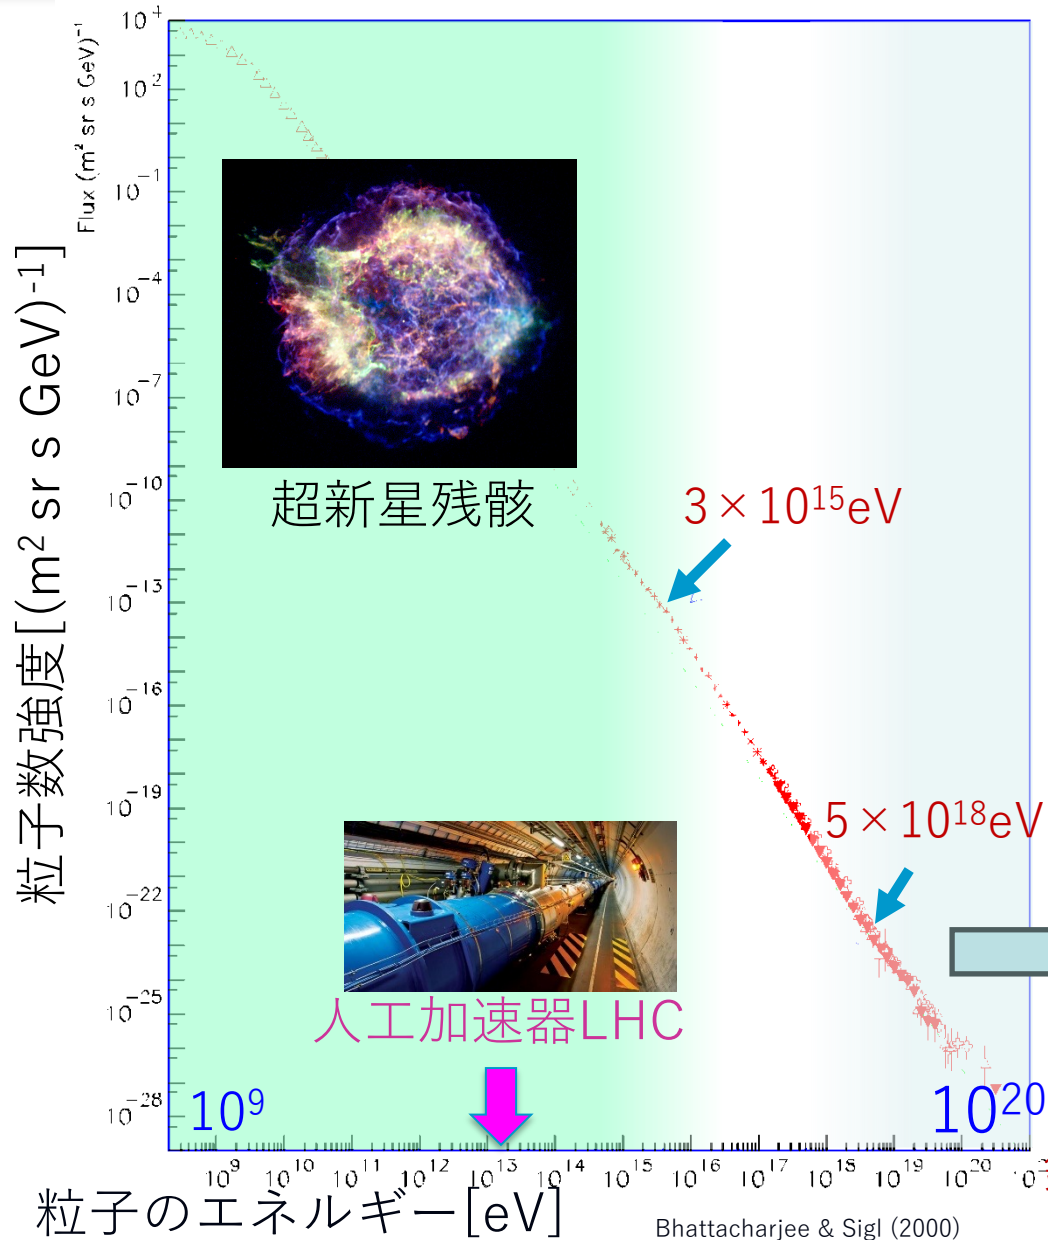 Flux (m² sr s GeV)⁻¹
粒子数強度[(m² sr s GeV)⁻¹]
10⁴
10²
10⁻¹
10⁻⁴
10⁻⁷
10⁻¹⁰
10⁻¹³
10⁻¹⁶
10⁻¹⁹
10⁻²²
10⁻²⁵
10⁻²⁸
超新星残骸
3×10¹⁵eV
5×10¹⁸eV
人工加速器LHC
10⁹
10²⁰
10⁹ 10¹⁰ 10¹¹ 10¹² 10¹³ 10¹⁴ 10¹⁵ 10¹⁶ 10¹⁷ 10¹⁸ 10¹⁹ 10²⁰
粒子のエネルギー[eV]
Bhattacharjee & Sigl (2000)